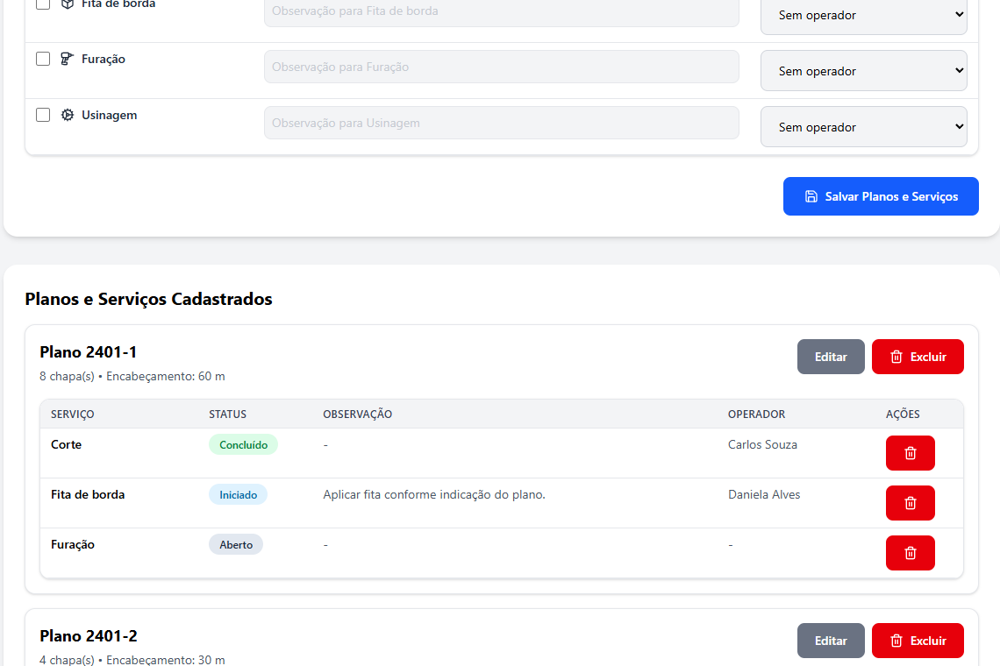 Fita de borda Observação para Fita de borda Sem operador
Furação Observação para Furação Sem operador
Usinagem Observação para Usinagem Sem operador
Salvar Planos e Serviços
Planos e Serviços Cadastrados
Plano 2401-1 Editar Excluir
8 chapa(s) • Encabeçamento: 60 m
SERVIÇO STATUS OBSERVAÇÃO OPERADOR AÇÕES
Corte Concluído - Carlos Souza
Fita de borda Iniciado Aplicar fita conforme indicação do plano. Daniela Alves
Furação Aberto - -
Plano 2401-2 Editar Excluir
4 chapa(s) • Encabeçamento: 30 m